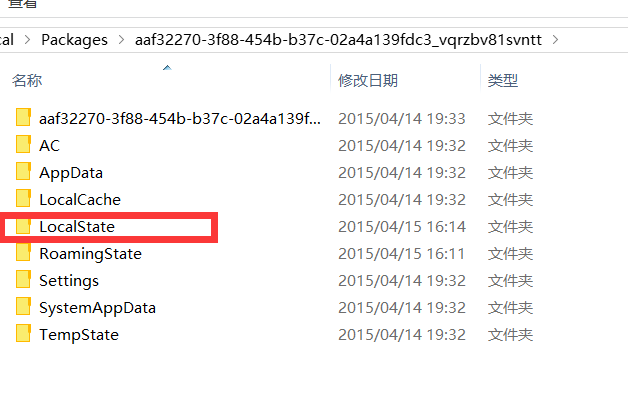 查看
cal > Packages > aaf32270-3f88-454b-b37c-02a4a139fdc3_vqrzbv81svntt >
名称 修改日期 类型
aaf32270-3f88-454b-b37c-02a4a139f... 2015/04/14 19:33 文件夹
AC 2015/04/14 19:32 文件夹
AppData 2015/04/14 19:32 文件夹
LocalCache 2015/04/14 19:32 文件夹
LocalState 2015/04/15 16:14 文件夹
RoamingState 2015/04/15 16:11 文件夹
Settings 2015/04/14 19:32 文件夹
SystemAppData 2015/04/14 19:32 文件夹
TempState 2015/04/14 19:32 文件夹